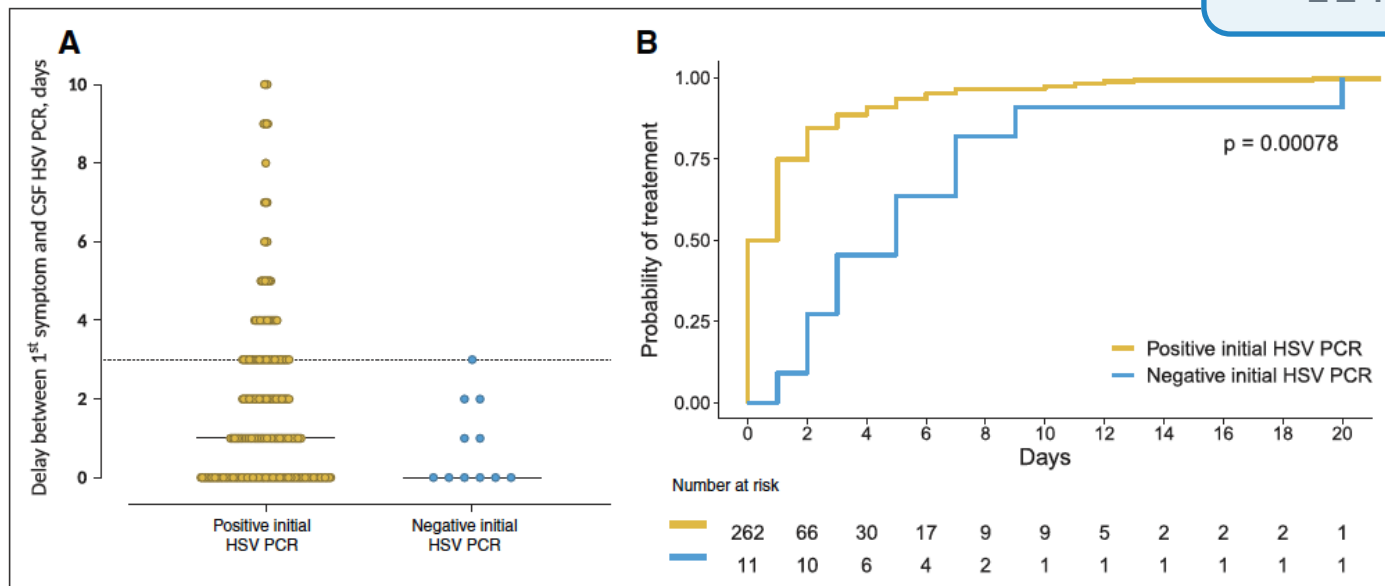 A
Delay between 1st symptom and CSF HSV PCR, days
10
8
6
4
2
0
Positive initial
HSV PCR
Negative initial
HSV PCR
B
Probability of treatement
1.00
0.75
0.50
0.25
0.00
p = 0.00078
Positive initial HSV PCR
Negative initial HSV PCR
0 2 4 6 8 10 12 14 16 18 20
Days
Number at risk
262 66 30 17 9 9 5 2 2 2 1
11 10 6 4 2 1 1 1 1 1 1